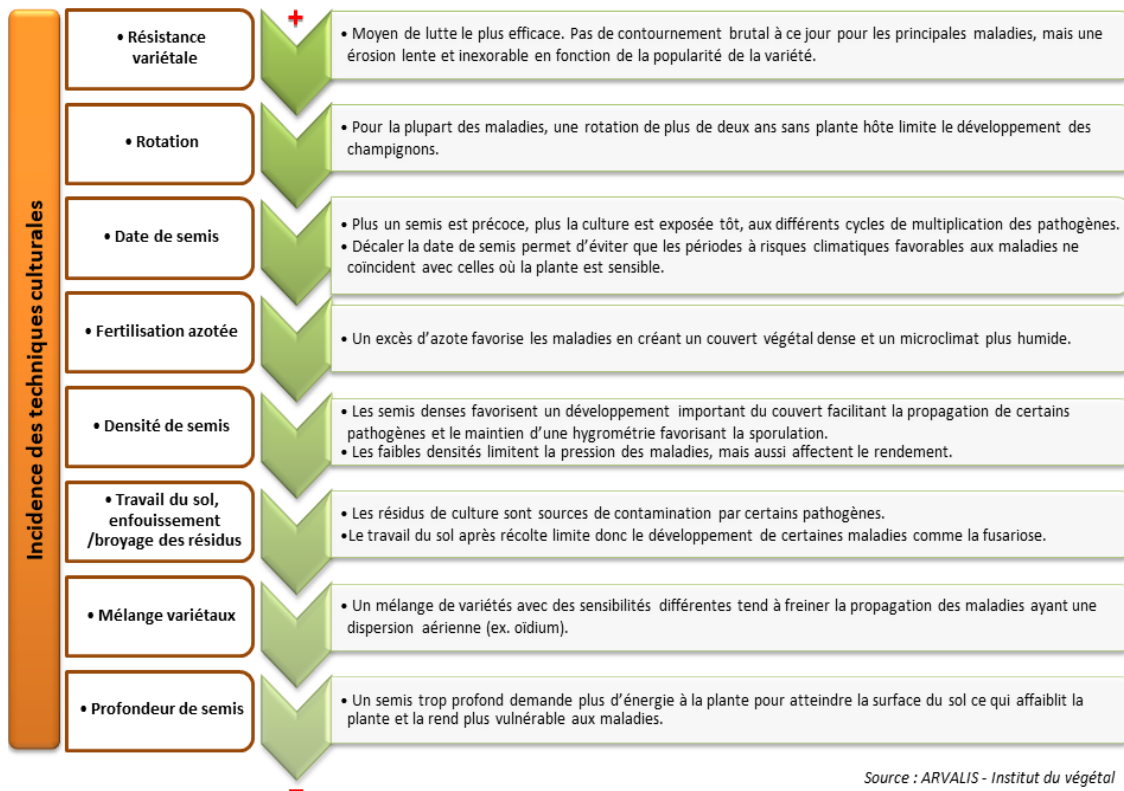 Incidence des techniques culturales
+
• Résistance
variétale
• Moyen de lutte le plus efficace. Pas de contournement brutal à ce jour pour les principales maladies, mais une
érosion lente et inexorable en fonction de la popularité de la variété.
• Rotation
• Pour la plupart des maladies, une rotation de plus de deux ans sans plante hôte limite le développement des
champignons.
• Date de semis
• Plus un semis est précoce, plus la culture est exposée tôt, aux différents cycles de multiplication des pathogènes.
• Décaler la date de semis permet d'éviter que les périodes à risques climatiques favorables aux maladies ne
coïncident avec celles où la plante est sensible.
• Fertilisation azotée
• Un excès d'azote favorise les maladies en créant un couvert végétal dense et un microclimat plus humide.
• Densité de semis
• Les semis denses favorisent un développement important du couvert facilitant la propagation de certains
pathogènes et le maintien d'une hygrométrie favorisant la sporulation.
• Les faibles densités limitent la pression des maladies, mais aussi affectent le rendement.
• Travail du sol,
enfouissement
/broyage des résidus
• Les résidus de culture sont sources de contamination par certains pathogènes.
•Le travail du sol après récolte limite donc le développement de certaines maladies comme la fusariose.
• Mélange variétaux
• Un mélange de variétés avec des sensibilités différentes tend à freiner la propagation des maladies ayant une
dispersion aérienne (ex. oïdium).
• Profondeur de semis
• Un semis trop profond demande plus d'énergie à la plante pour atteindre la surface du sol ce qui affaiblit la
plante et la rend plus vulnérable aux maladies.
–
Source : ARVALIS - Institut du végétal